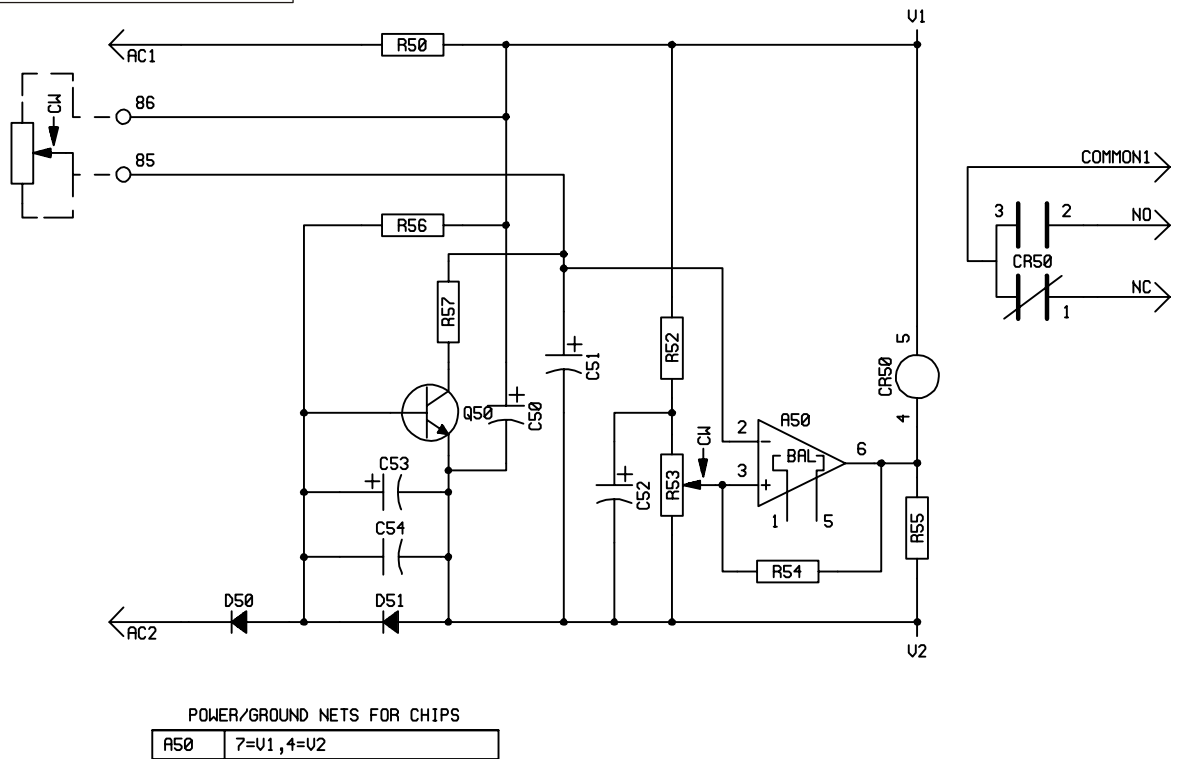 V1
AC1
R50
CW
86
85
COMMON1
3
2
NO
R56
CR50
NC
1
R57
R52
5
C51
CR50
Q50
C50
4
A50
CW
2
BAL
6
C53
3
R53
C52
1
5
C54
R55
R54
D50
D51
AC2
V2
POWER/GROUND NETS FOR CHIPS
A50 7=V1,4=V2